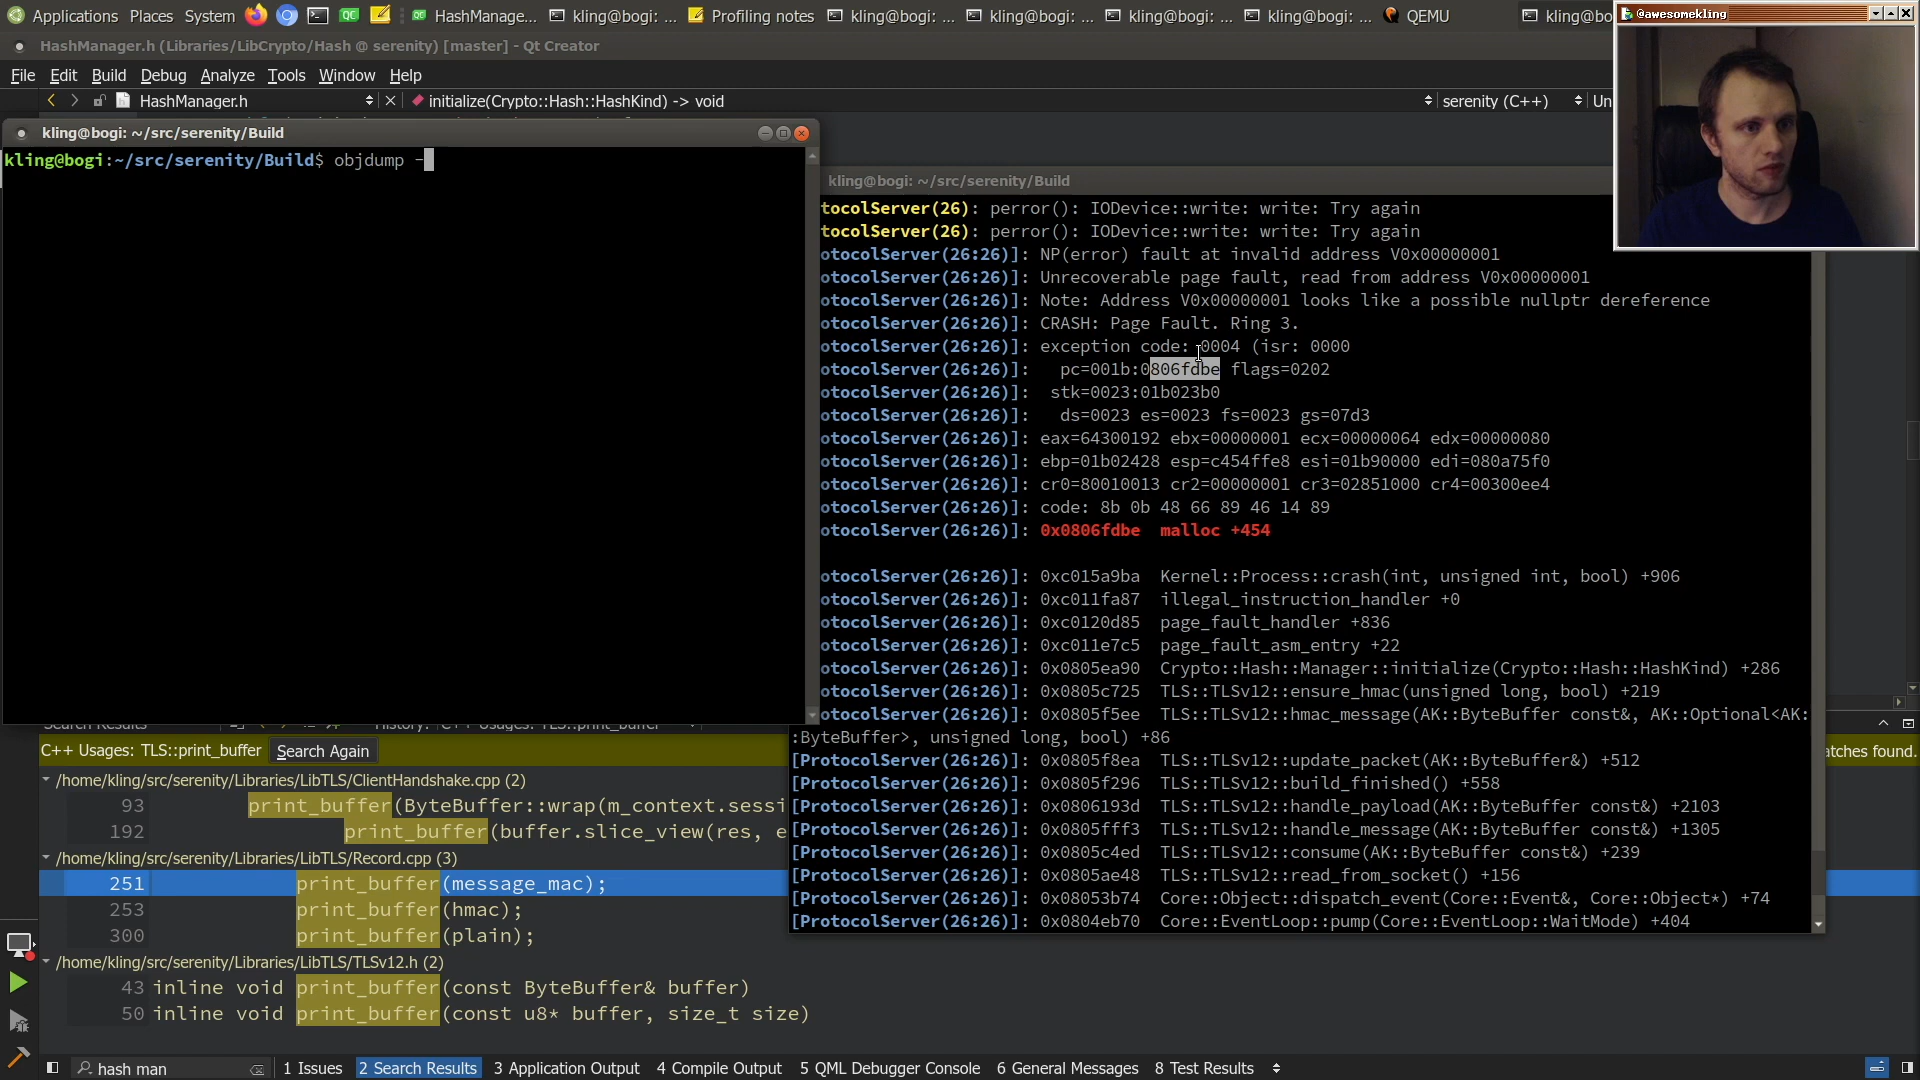 Applications Places System HashManage... kling@bogi: ... Profiling notes kling@bogi: ... kling@bogi: ... kling@bogi: ... kling@bogi: ... QEMU kling@bo
@awesomekling
HashManager.h (Libraries/LibCrypto/Hash @ serenity) [master] - Qt Creator
File Edit Build Debug Analyze Tools Window Help
HashManager.h initialize(Crypto::Hash::HashKind) -> void serenity (C++) Un
kling@bogi: ~/src/serenity/Build
kling@bogi:~/src/serenity/Build$ objdump -
kling@bogi: ~/src/serenity/Build
tocolServer(26): perror(): IODevice::write: write: Try again
tocolServer(26): perror(): IODevice::write: write: Try again
otocolServer(26:26)]: NP(error) fault at invalid address V0x00000001
otocolServer(26:26)]: Unrecoverable page fault, read from address V0x00000001
otocolServer(26:26)]: Note: Address V0x00000001 looks like a possible nullptr dereference
otocolServer(26:26)]: CRASH: Page Fault. Ring 3.
otocolServer(26:26)]: exception code: 0004 (isr: 0000
otocolServer(26:26)]: pc=001b:0806fdbe flags=0202
otocolServer(26:26)]: stk=0023:01b023b0
otocolServer(26:26)]: ds=0023 es=0023 fs=0023 gs=07d3
otocolServer(26:26)]: eax=64300192 ebx=00000001 ecx=00000064 edx=00000080
otocolServer(26:26)]: ebp=01b02428 esp=c454ffe8 esi=01b90000 edi=080a75f0
otocolServer(26:26)]: cr0=80010013 cr2=00000001 cr3=02851000 cr4=00300ee4
otocolServer(26:26)]: code: 8b 0b 48 66 89 46 14 89
otocolServer(26:26)]: 0x0806fdbe malloc +454
otocolServer(26:26)]: 0xc015a9ba Kernel::Process::crash(int, unsigned int, bool) +906
otocolServer(26:26)]: 0xc011fa87 illegal_instruction_handler +0
otocolServer(26:26)]: 0xc0120d85 page_fault_handler +836
otocolServer(26:26)]: 0xc011e7c5 page_fault_asm_entry +22
otocolServer(26:26)]: 0x0805ea90 Crypto::Hash::Manager::initialize(Crypto::Hash::HashKind) +286
otocolServer(26:26)]: 0x0805c725 TLS::TLSv12::ensure_hmac(unsigned long, bool) +219
otocolServer(26:26)]: 0x0805f5ee TLS::TLSv12::hmac_message(AK::ByteBuffer const&, AK::Optional<AK:
:ByteBuffer>, unsigned long, bool) +86
[ProtocolServer(26:26)]: 0x0805f8ea TLS::TLSv12::update_packet(AK::ByteBuffer&) +512
[ProtocolServer(26:26)]: 0x0805f296 TLS::TLSv12::build_finished() +558
[ProtocolServer(26:26)]: 0x0806193d TLS::TLSv12::handle_payload(AK::ByteBuffer const&) +2103
[ProtocolServer(26:26)]: 0x0805fff3 TLS::TLSv12::handle_message(AK::ByteBuffer const&) +1305
[ProtocolServer(26:26)]: 0x0805c4ed TLS::TLSv12::consume(AK::ByteBuffer const&) +239
[ProtocolServer(26:26)]: 0x0805ae48 TLS::TLSv12::read_from_socket() +156
[ProtocolServer(26:26)]: 0x08053b74 Core::Object::dispatch_event(Core::Event&, Core::Object*) +74
[ProtocolServer(26:26)]: 0x0804eb70 Core::EventLoop::pump(Core::EventLoop::WaitMode) +404
C++ Usages: TLS::print_buffer Search Again atches found.
/home/kling/src/serenity/Libraries/LibTLS/ClientHandshake.cpp (2)
93 print_buffer(ByteBuffer::wrap(m_context.sessi
192 print_buffer(buffer.slice_view(res, e
/home/kling/src/serenity/Libraries/LibTLS/Record.cpp (3)
251 print_buffer(message_mac);
253 print_buffer(hmac);
300 print_buffer(plain);
/home/kling/src/serenity/Libraries/LibTLS/TLSv12.h (2)
43 inline void print_buffer(const ByteBuffer& buffer)
50 inline void print_buffer(const u8* buffer, size_t size)
hash man 1 Issues 2 Search Results 3 Application Output 4 Compile Output 5 QML Debugger Console 6 General Messages 8 Test Results